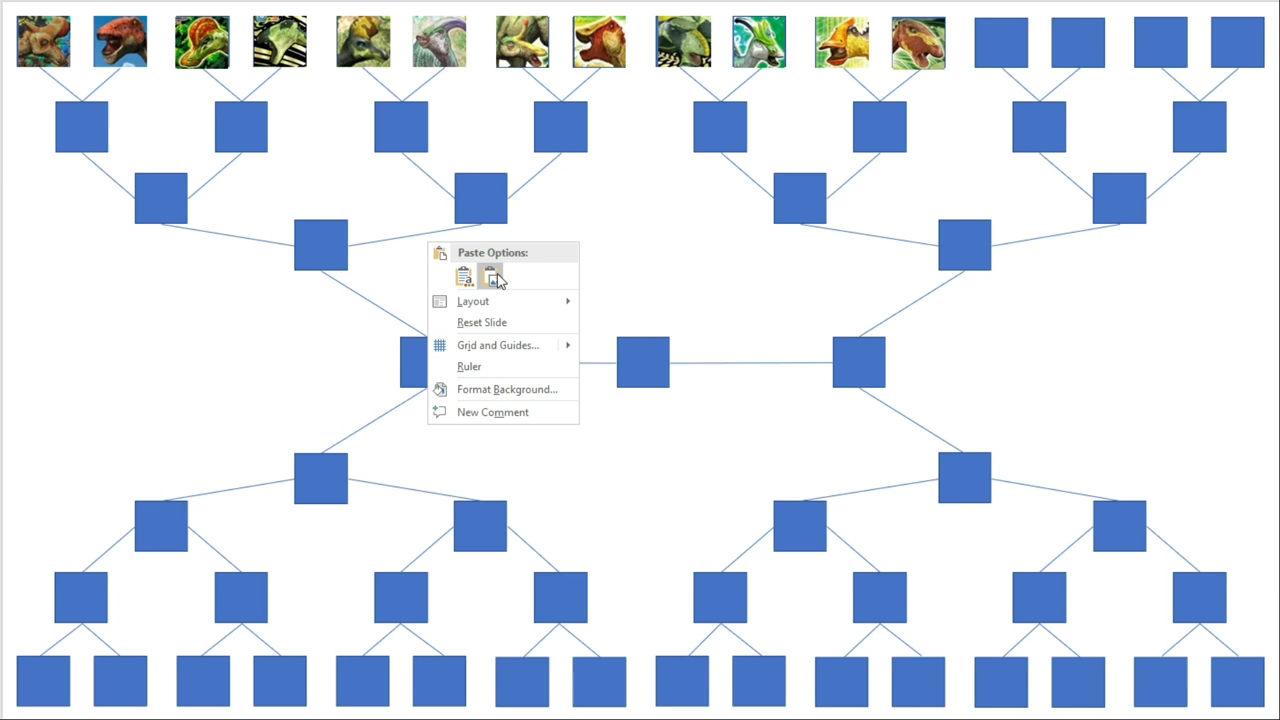 Paste Options:
Layout
Reset Slide
Grid and Guides...
Ruler
Format Background...
New Comment